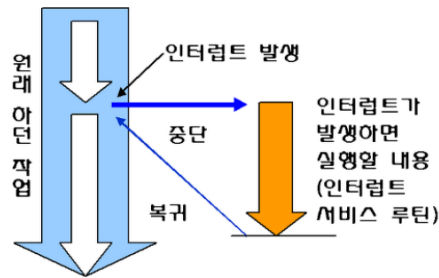 원래 하던 작업
인터럽트 발생
중단
복귀
인터럽트가
발생하면
실행할 내용
(인터럽트
서비스 루틴)